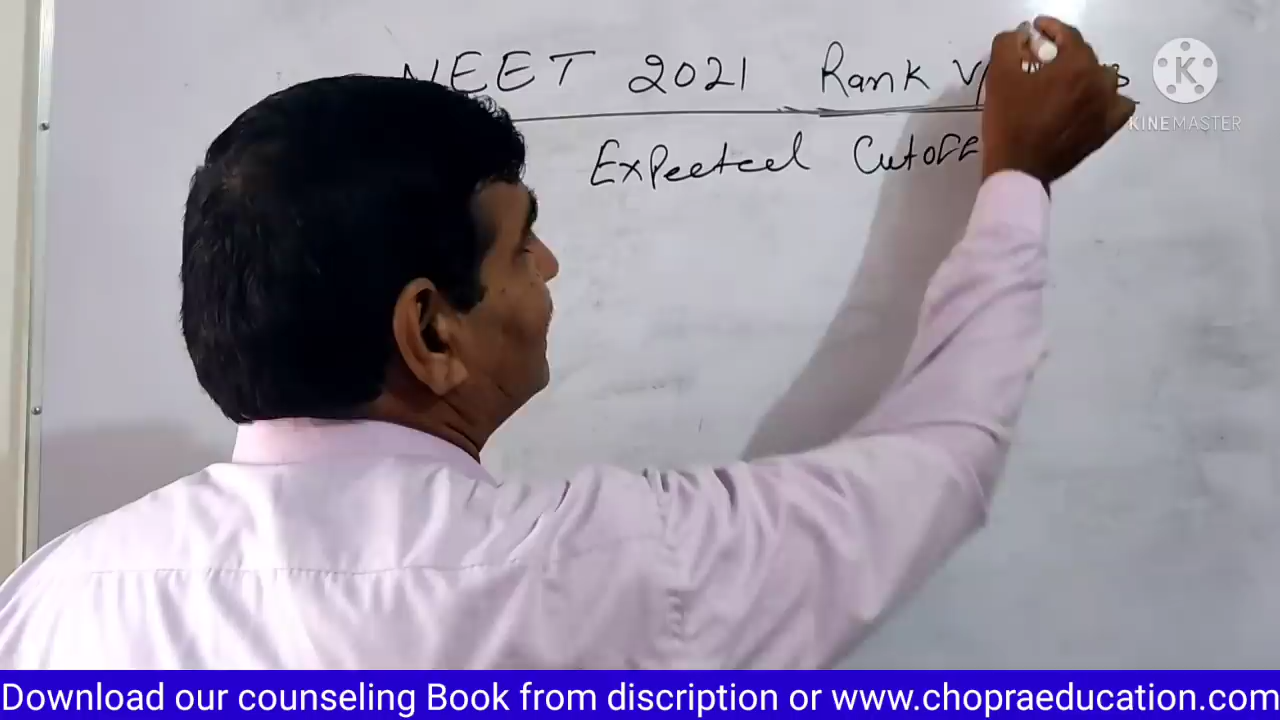 NEET 2021 Rank V/
Expected Cutoff
KINEMASTER
Download our counseling Book from discription or www.chopraeducation.com